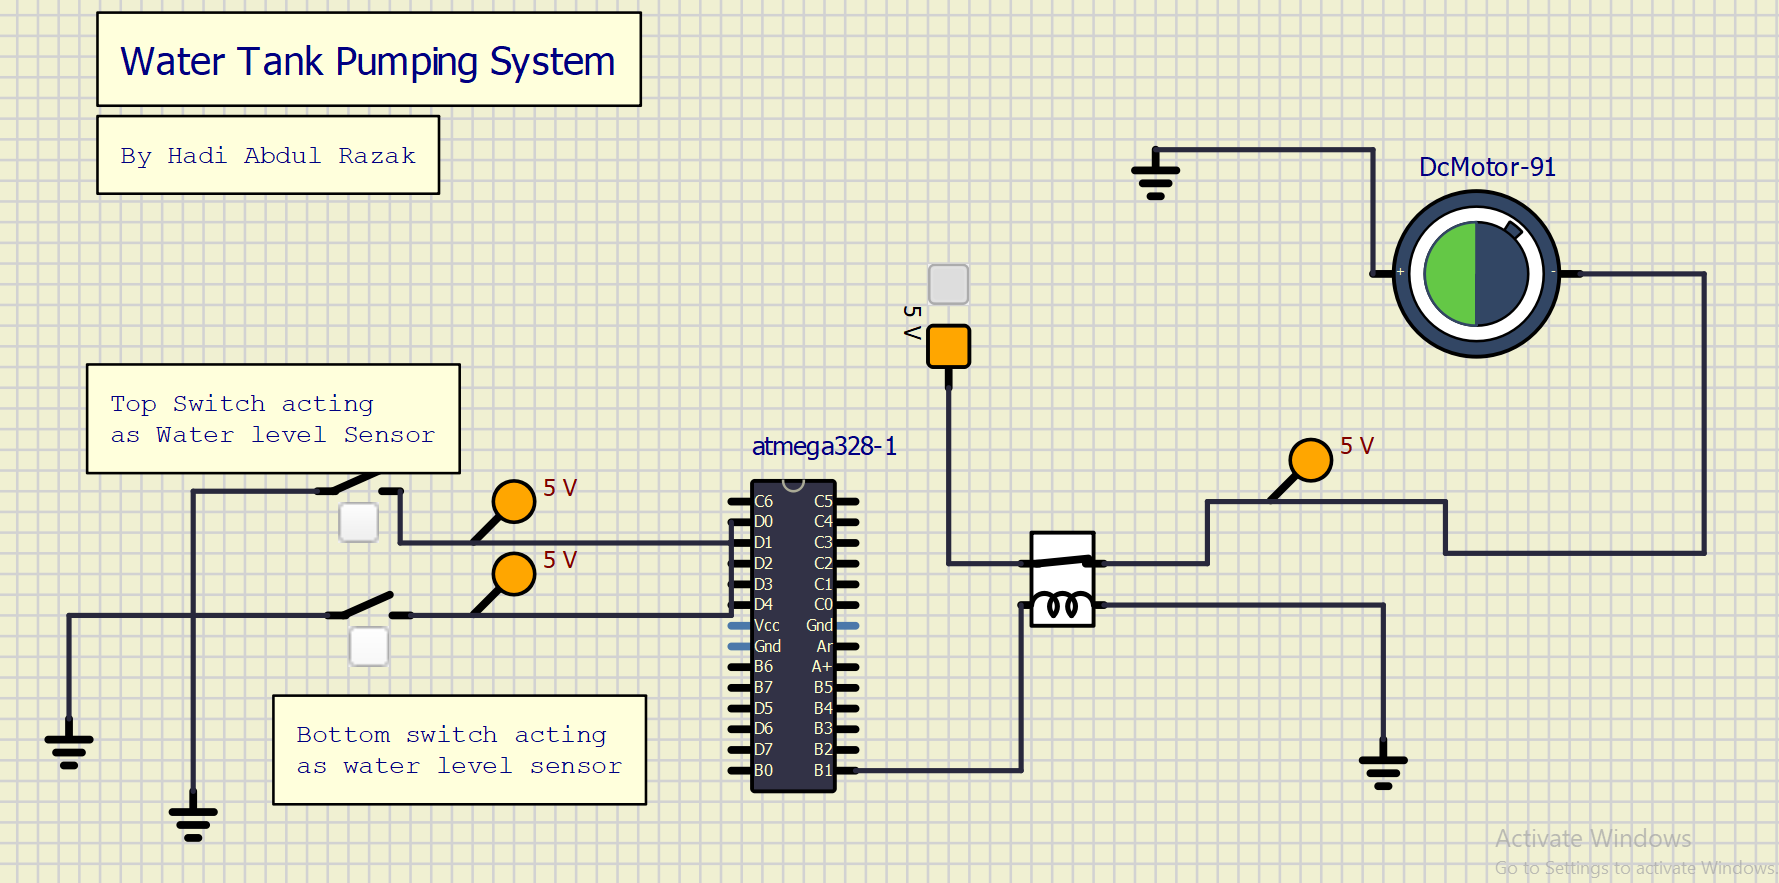 Water Tank Pumping System
By Hadi Abdul Razak
DcMotor-91
+
-
5 V
Top Switch acting
as Water level Sensor
5 V
atmega328-1
5 V
5 V
C6 C5
D0 C4
D1 C3
D2 C2
D3 C1
D4 C0
Vcc Gnd
Gnd Ar
B6 A+
B7 B5
D5 B4
D6 B3
D7 B2
B0 B1
Bottom switch acting
as water level sensor
Activate Windows
Go to Settings to activate Windows.